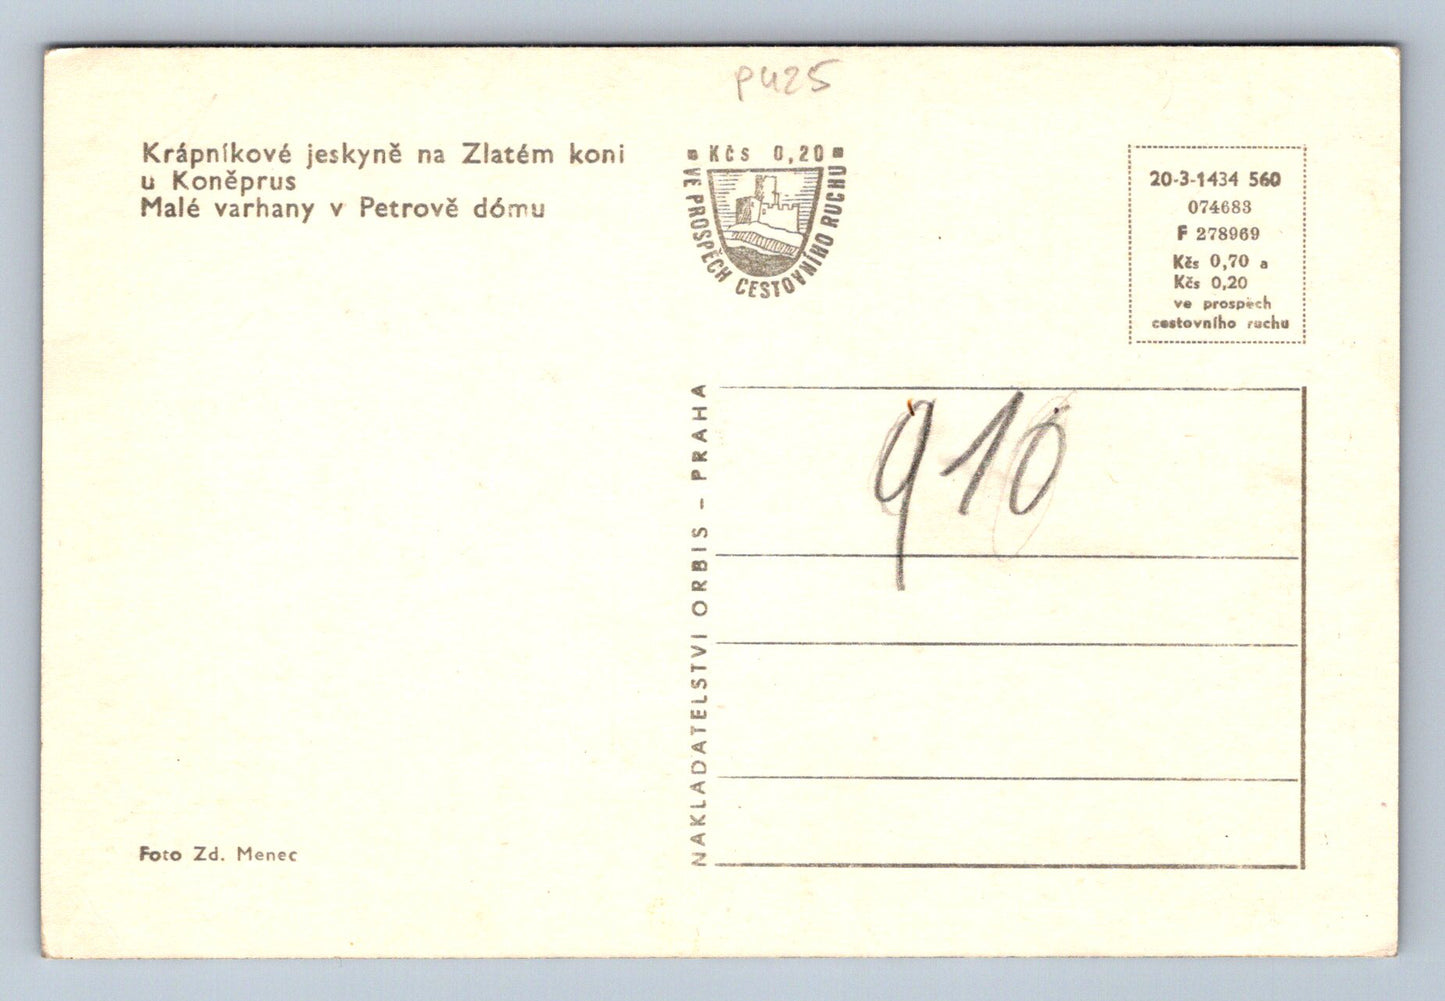 P425
Krápníkové jeskyně na Zlatém koni
u Koněprus
Malé varhany v Petrově dómu
Kčs 0,20
VE PROSPĚCH CESTOVNÍHO RUCHU
20-3-1434 560
074683
F 278969
Kčs 0,70 a
Kčs 0,20
ve prospěch
cestovního ruchu
NAKLADATELSTVÍ ORBIS – PRAHA
910
Foto Zd. Menec